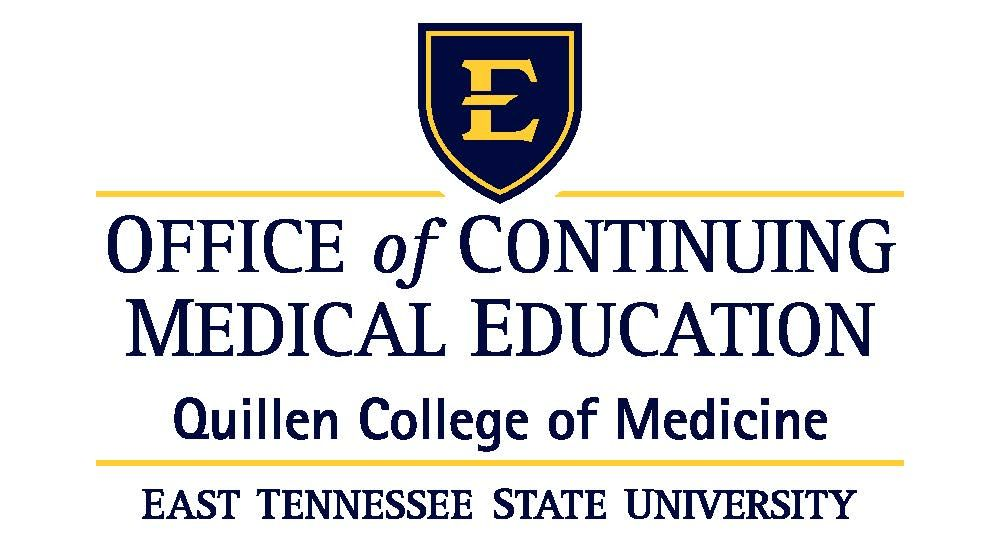 E
OFFICE of CONTINUING
MEDICAL EDUCATION
Quillen College of Medicine
EAST TENNESSEE STATE UNIVERSITY